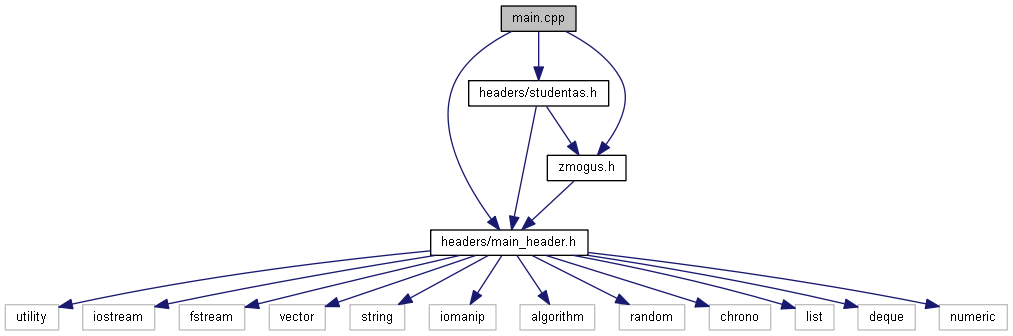 main.cpp
headers/studentas.h
zmogus.h
headers/main_header.h
utility
iostream
fstream
vector
string
iomanip
algorithm
random
chrono
list
deque
numeric